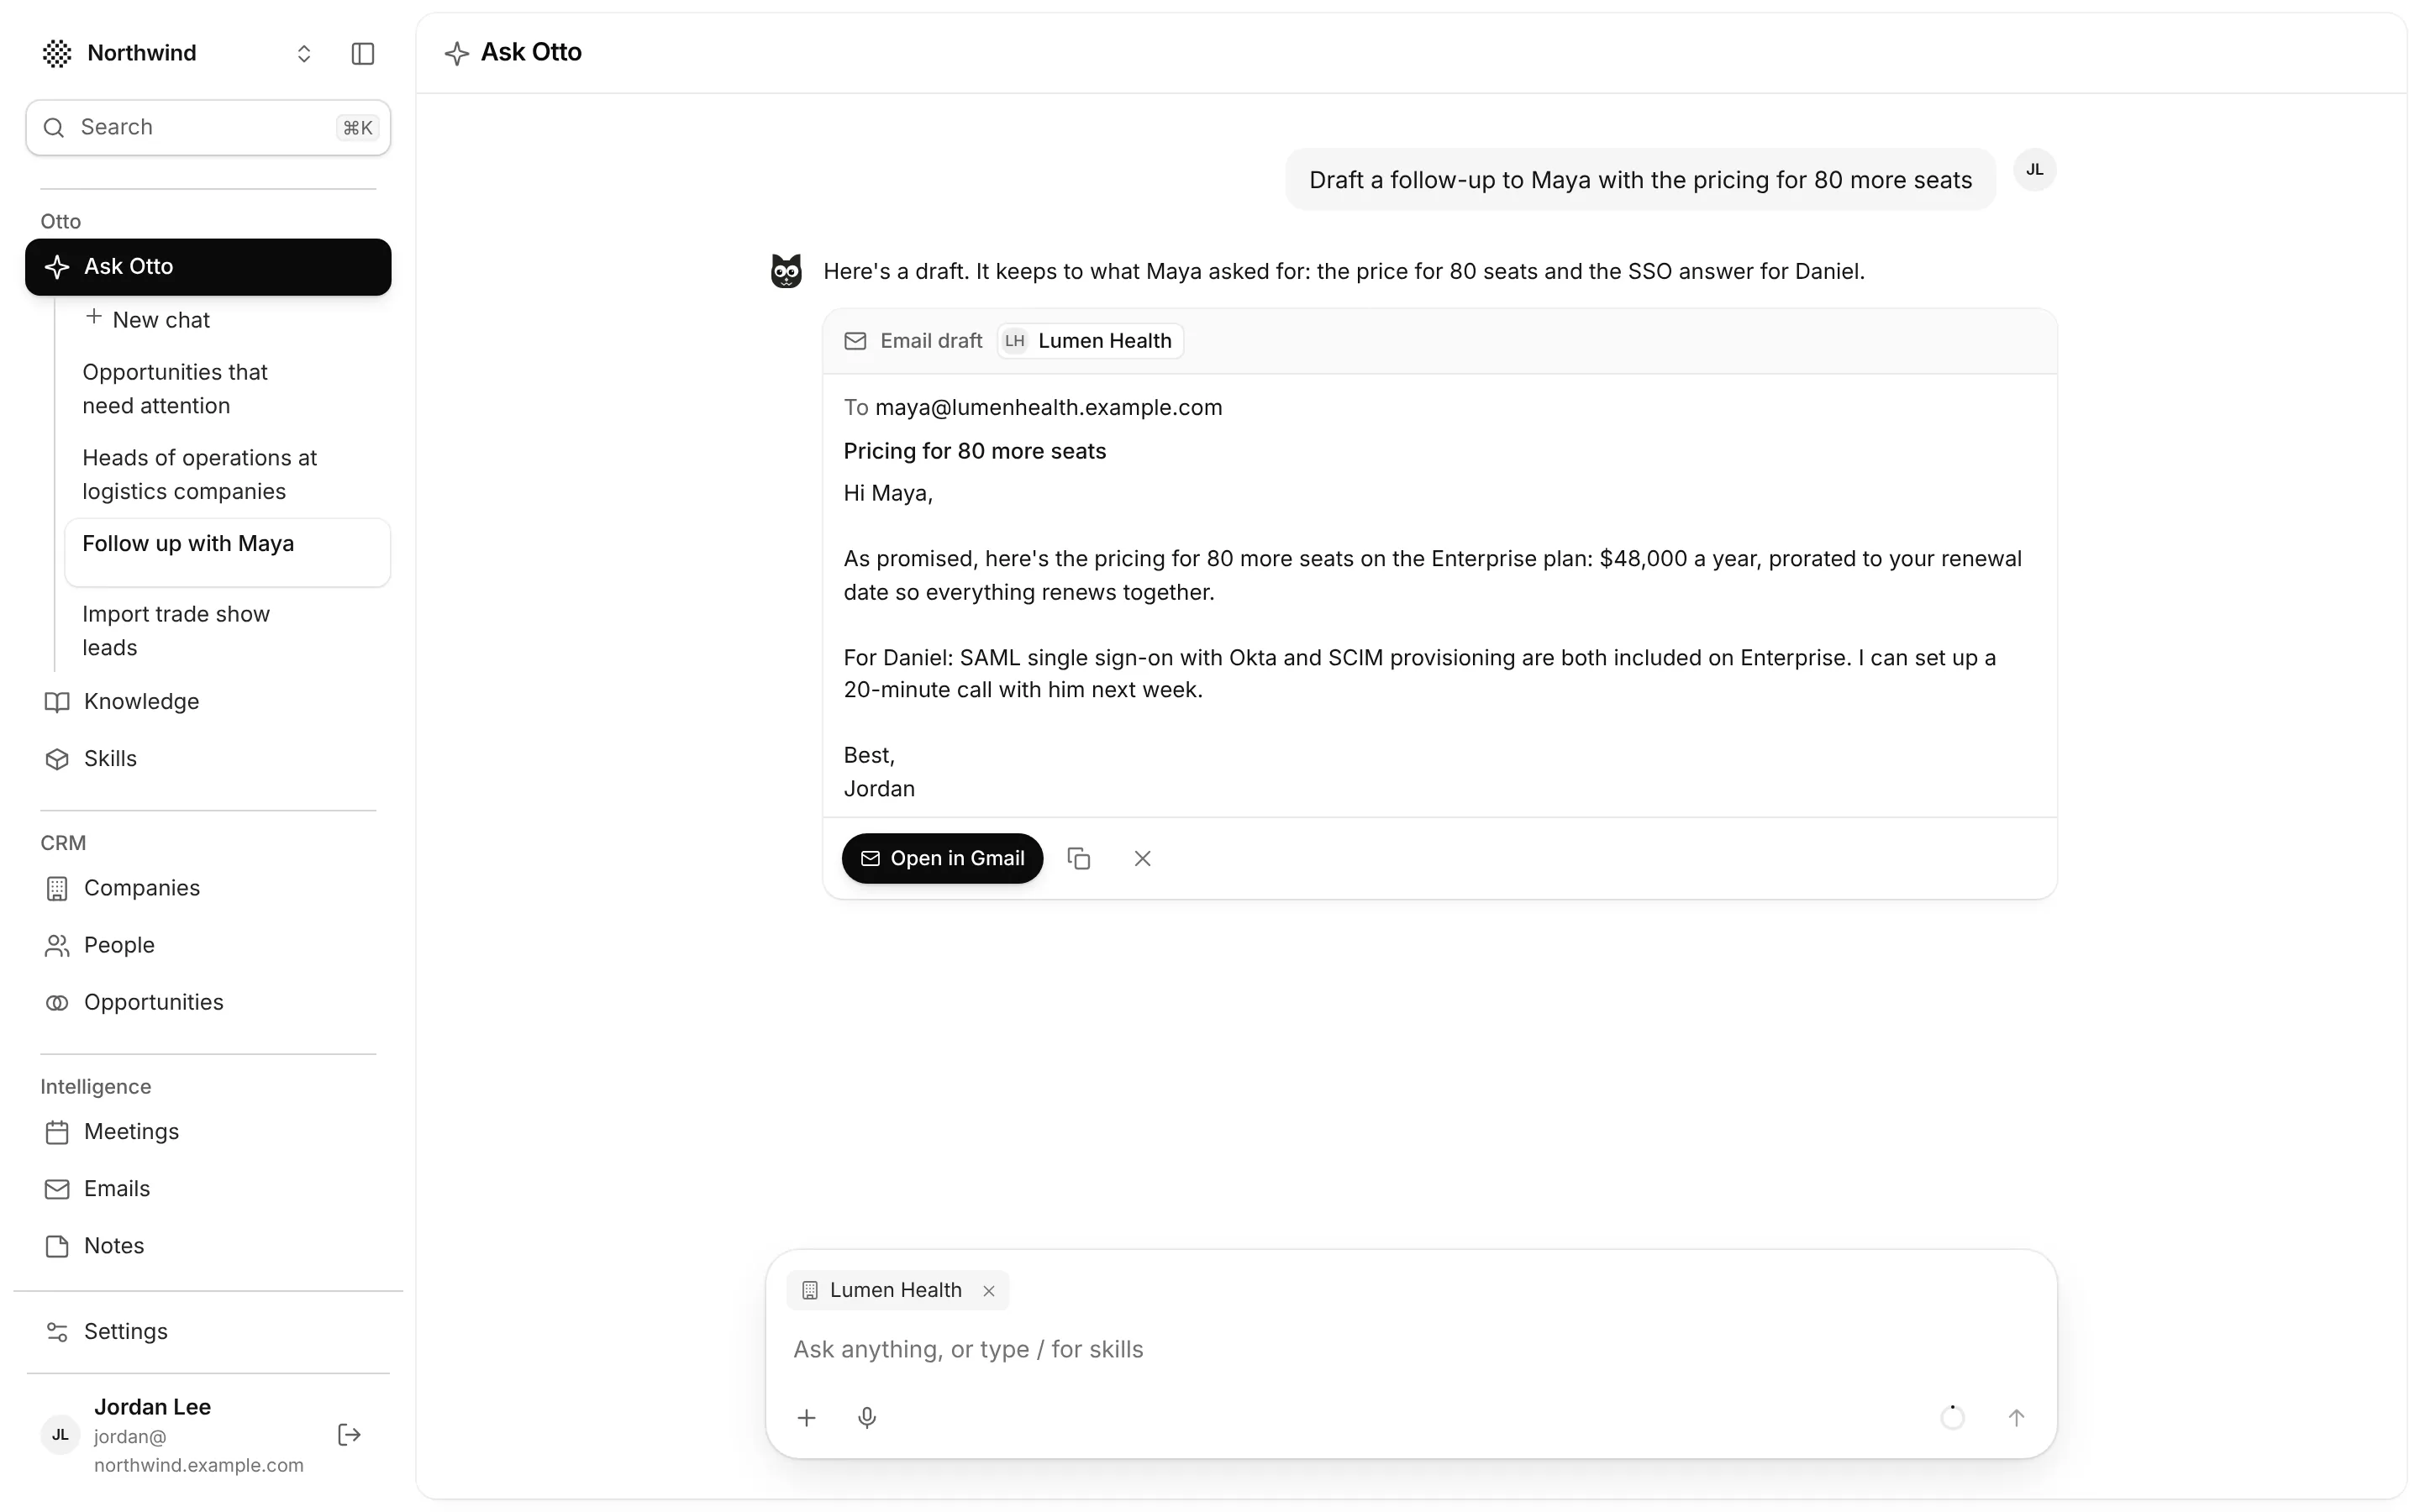 Northwind
Search ⌘K
Otto
Ask Otto
New chat
Opportunities that
need attention
Heads of operations at
logistics companies
Follow up with Maya
Import trade show
leads
Knowledge
Skills
CRM
Companies
People
Opportunities
Intelligence
Meetings
Emails
Notes
Settings
JL
Jordan Lee
jordan@
northwind.example.com
Ask Otto
Draft a follow-up to Maya with the pricing for 80 more seats
JL
Here's a draft. It keeps to what Maya asked for: the price for 80 seats and the SSO answer for Daniel.
Email draft LH Lumen Health
To maya@lumenhealth.example.com
Pricing for 80 more seats
Hi Maya,
As promised, here's the pricing for 80 more seats on the Enterprise plan: $48,000 a year, prorated to your renewal
date so everything renews together.
For Daniel: SAML single sign-on with Okta and SCIM provisioning are both included on Enterprise. I can set up a
20-minute call with him next week.
Best,
Jordan
Open in Gmail
Lumen Health
Ask anything, or type / for skills